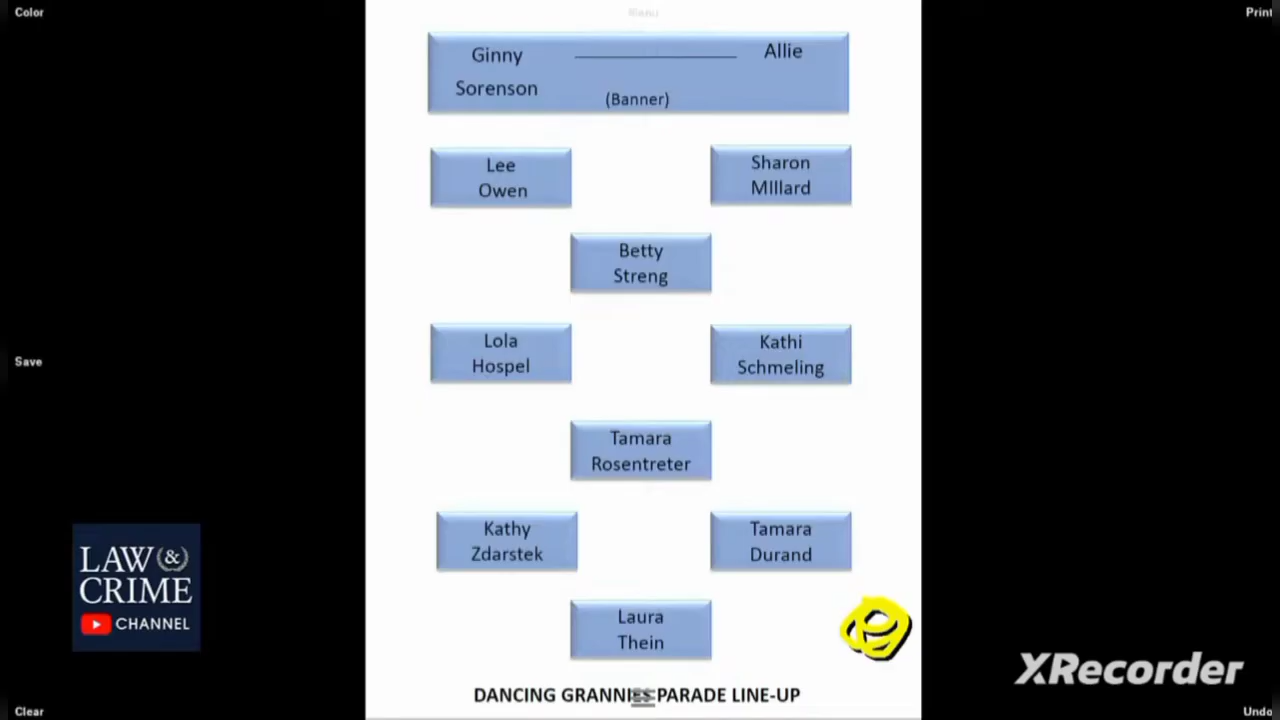 Color
Menu
Print
Ginny
Sorenson
Allie
(Banner)
Lee
Owen
Sharon
MIllard
Betty
Streng
Lola
Hospel
Kathi
Schmeling
Save
Tamara
Rosentreter
Kathy
Zdarstek
Tamara
Durand
Laura
Thein
LAW &
CRIME
CHANNEL
XRecorder
DANCING GRANNIES PARADE LINE-UP
Clear
Undo